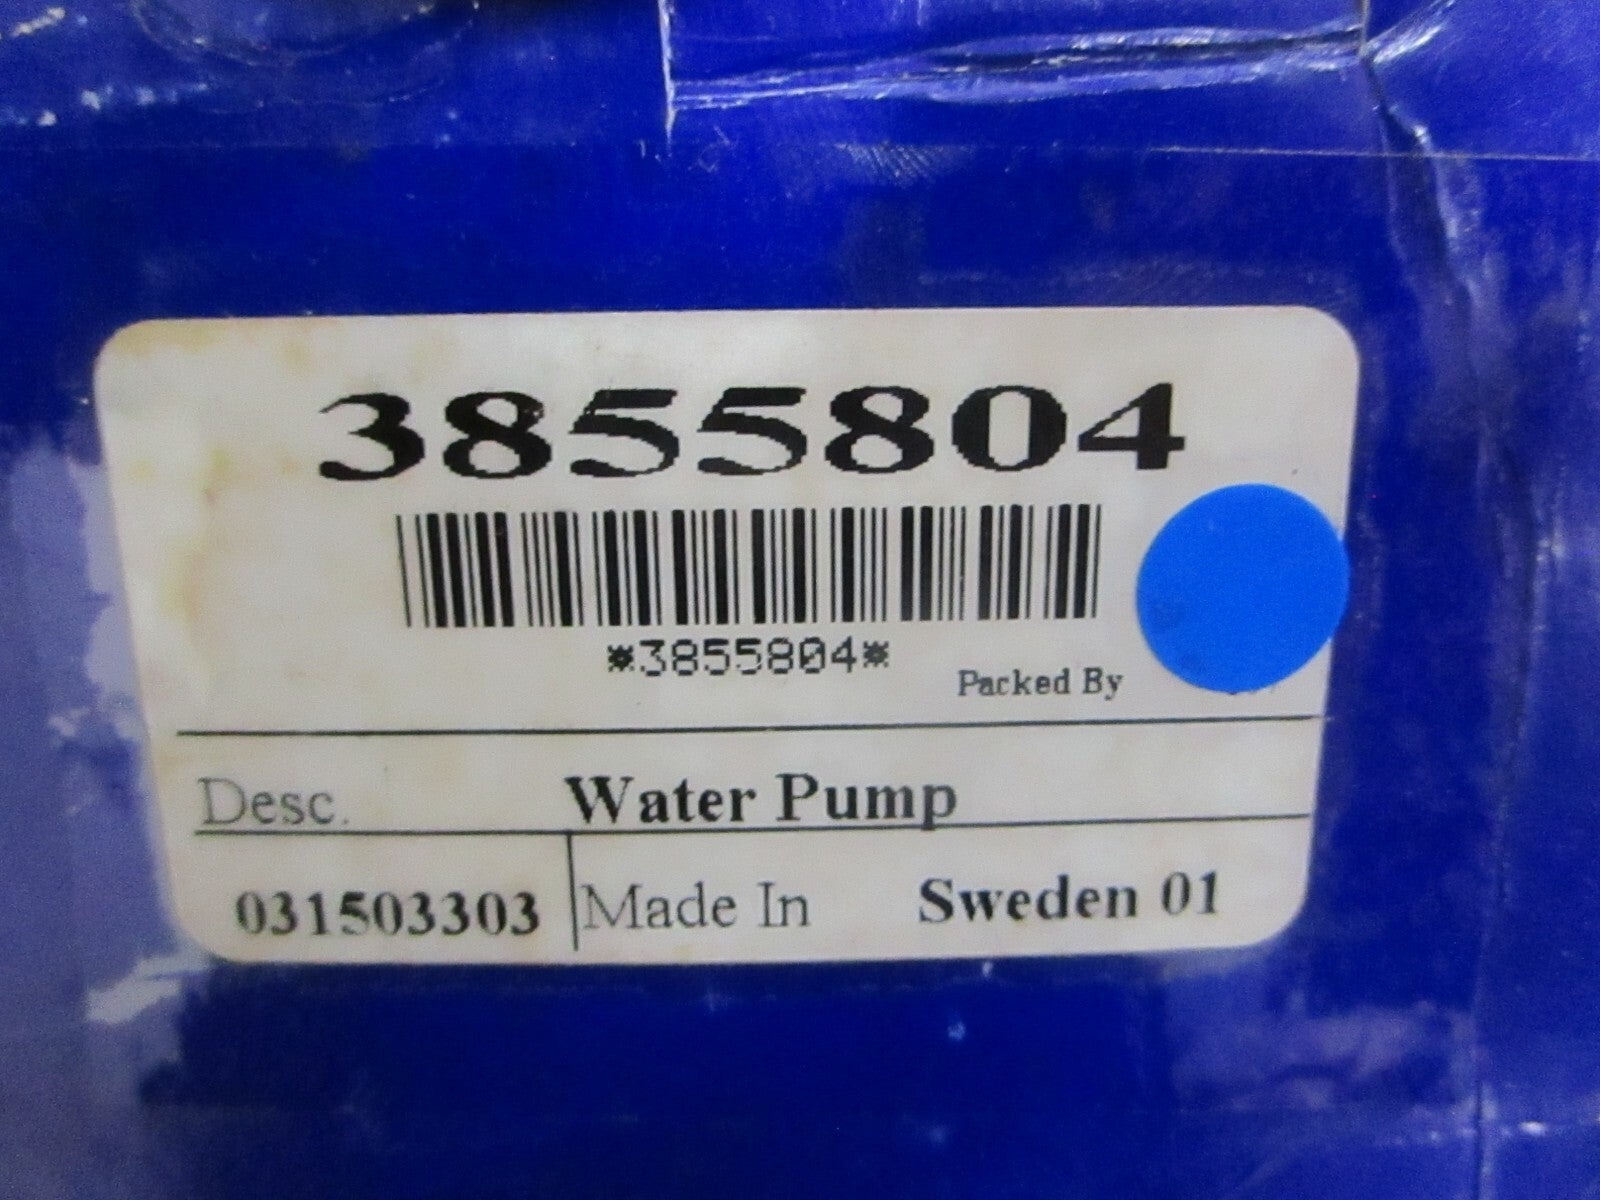 3855804
*3855804*
Packed By
Desc. Water Pump
031503303 Made In Sweden 01